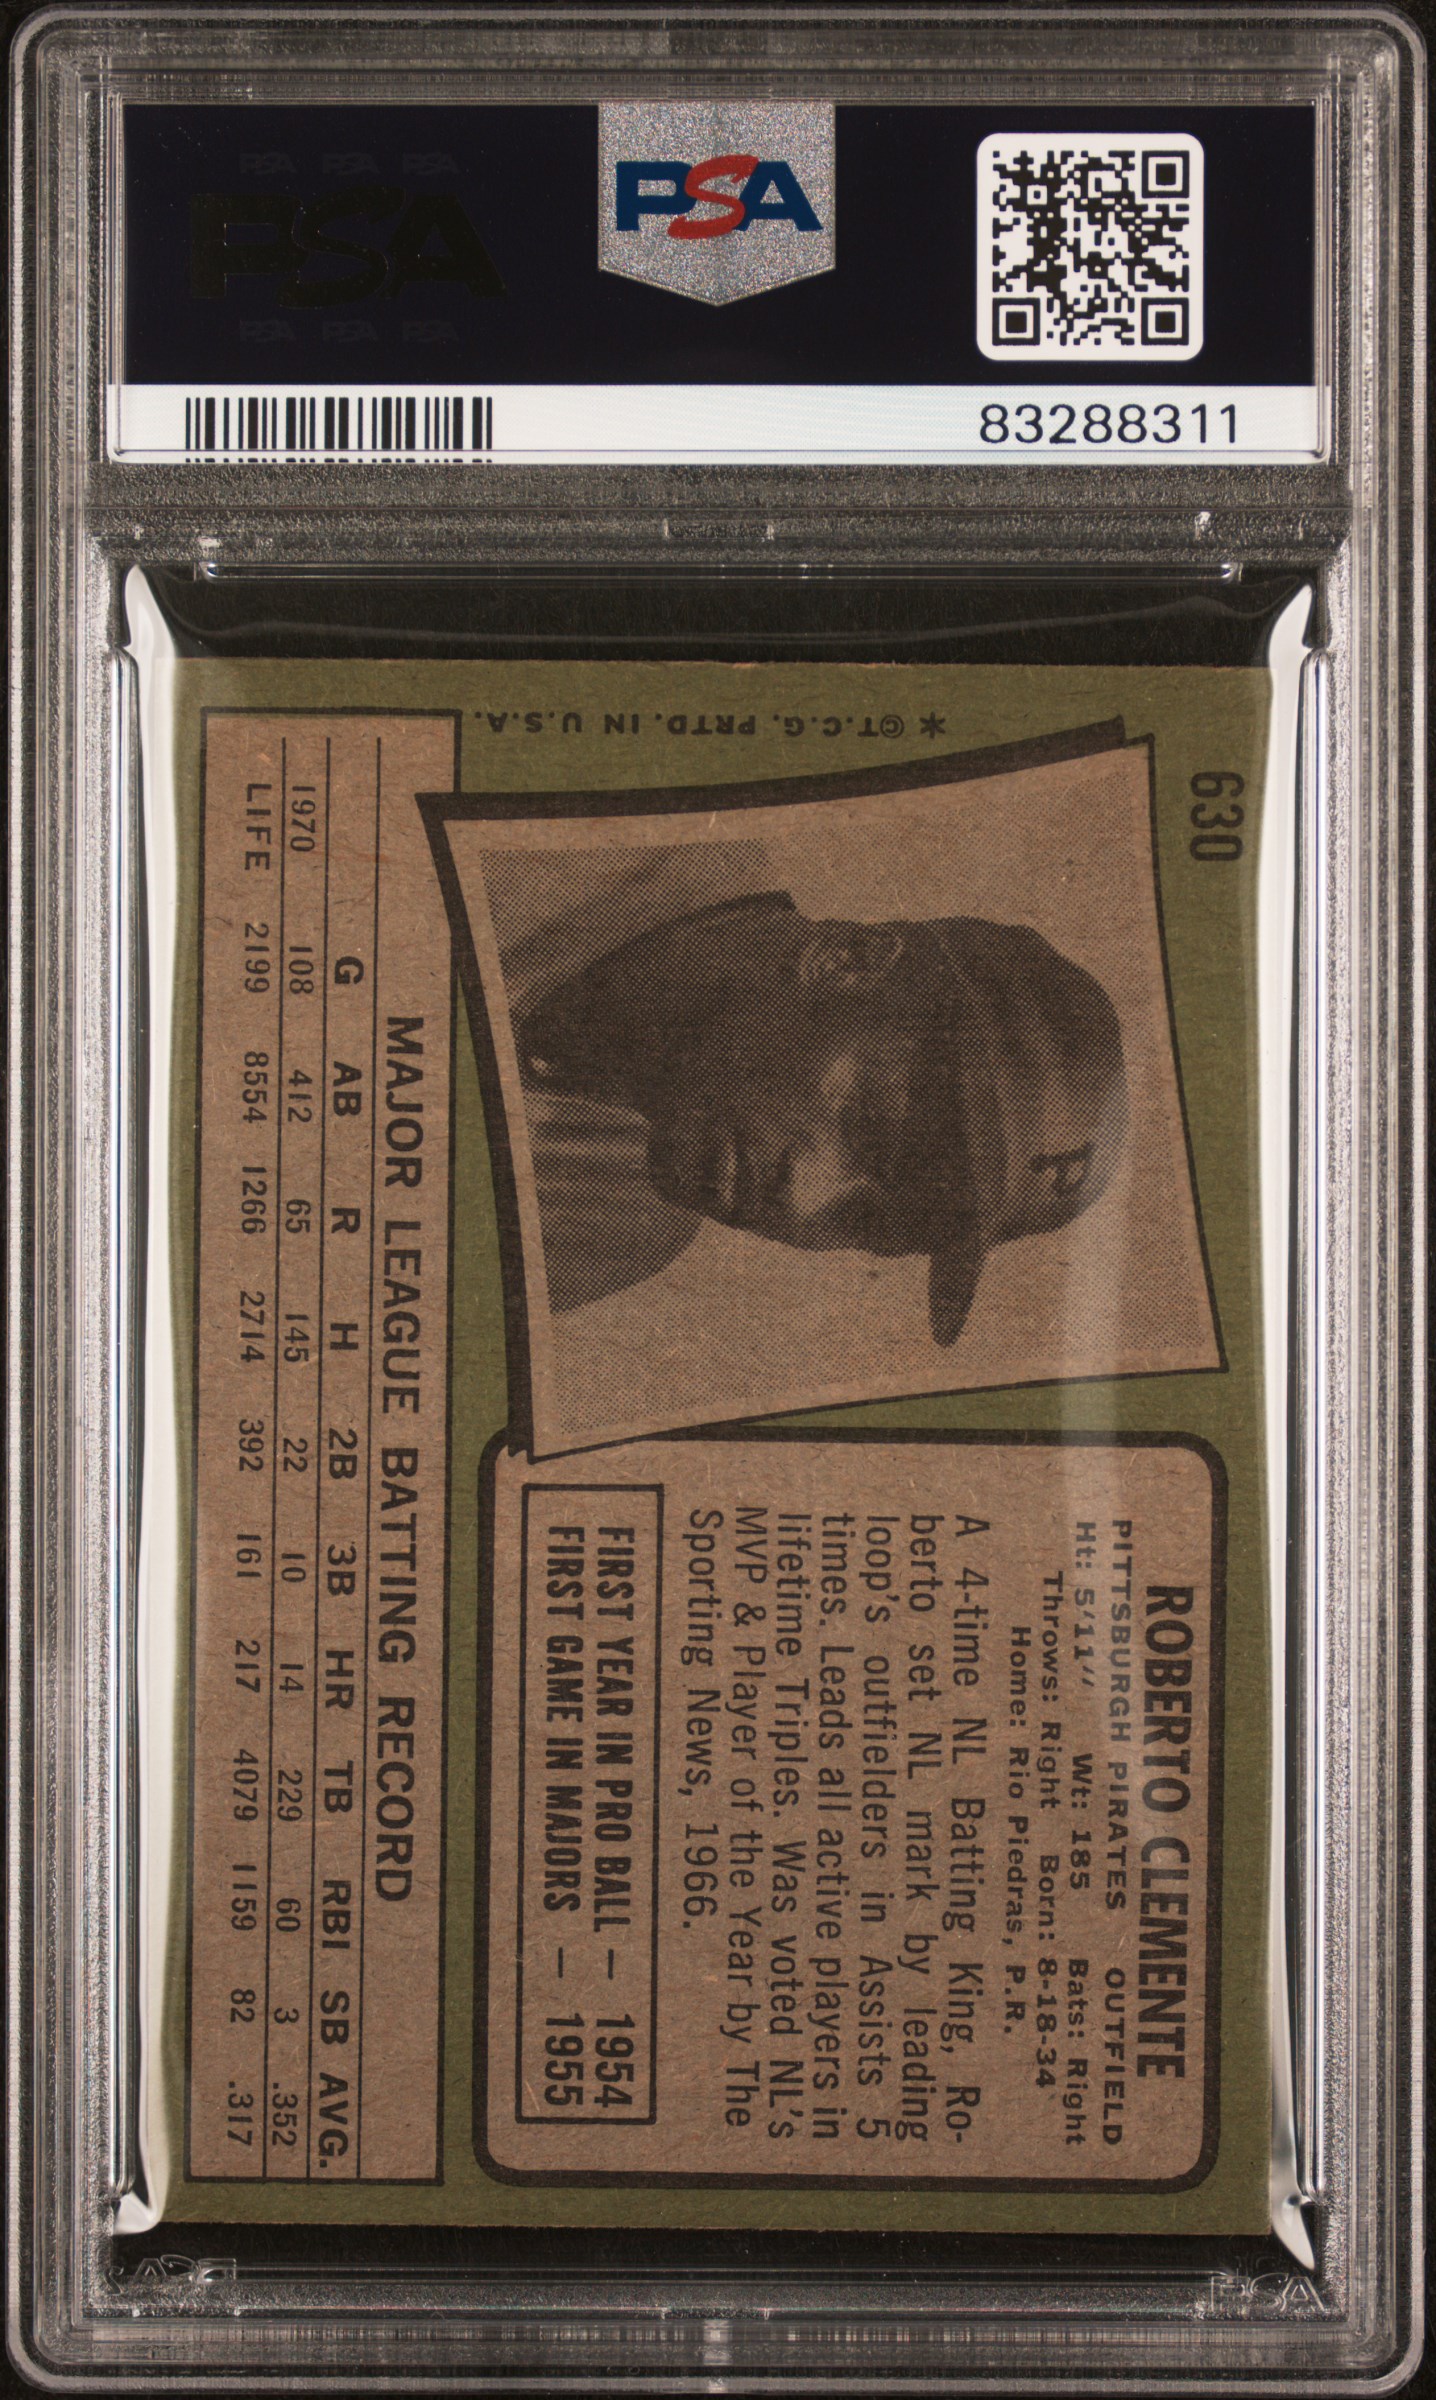 PSA PSA PSA
PSA
PSA PSA PSA
PSA
83288311
630
* ©T.C.G. PRTD. IN U.S.A.
P
ROBERTO CLEMENTE
PITTSBURGH PIRATES OUTFIELD
Ht: 5'11" Wt: 185 Bats: Right
Throws: Right Born: 8-18-34
Home: Rio Piedras, P.R.
A 4-time NL Batting King, Ro-
berto set NL mark by leading
loop's outfielders in Assists 5
times. Leads all active players in
lifetime Triples. Was voted NL's
MVP & Player of the Year by The
Sporting News, 1966.
FIRST YEAR IN PRO BALL — 1954
FIRST GAME IN MAJORS — 1955
MAJOR LEAGUE BATTING RECORD
G AB R H 2B 3B HR TB RBI SB AVG.
1970 108 412 65 145 22 10 14 229 60 3 .352
LIFE 2199 8554 1266 2714 392 161 217 4079 1159 82 .317
PSA